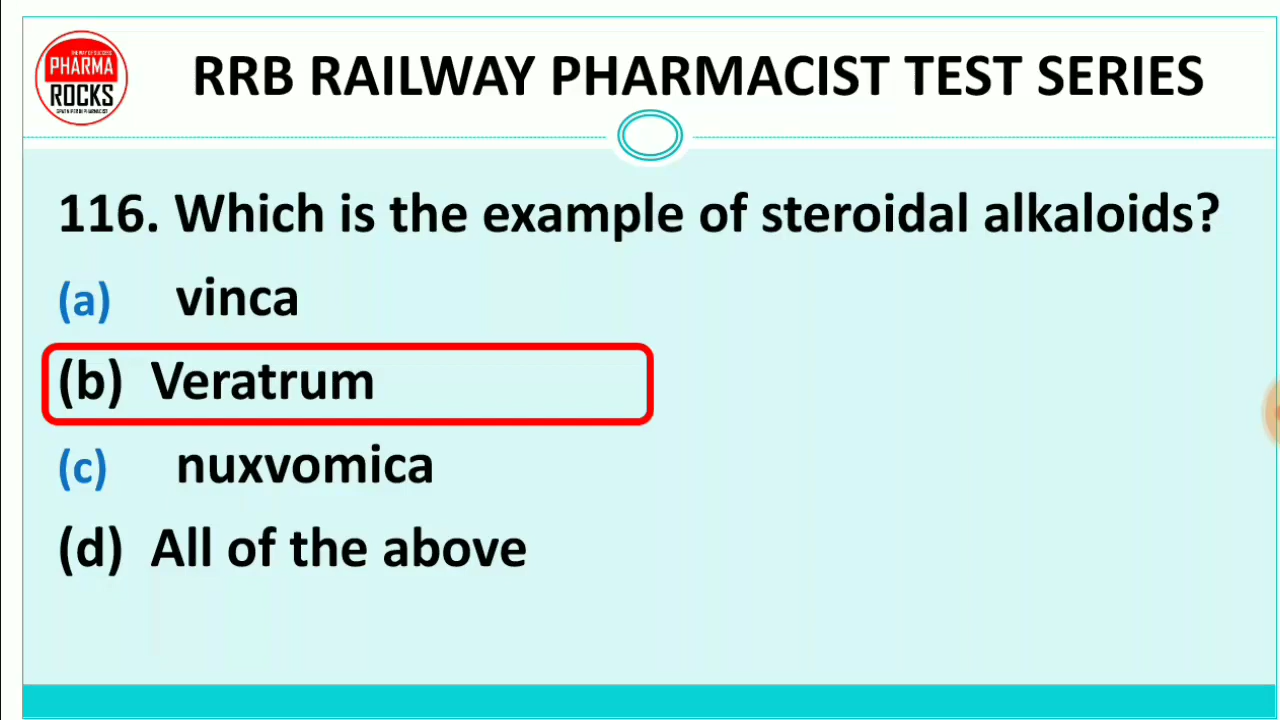 PHARMA
ROCKS
RRB RAILWAY PHARMACIST TEST SERIES
116. Which is the example of steroidal alkaloids?
(a) vinca
(b) Veratrum
(c) nuxvomica
(d) All of the above